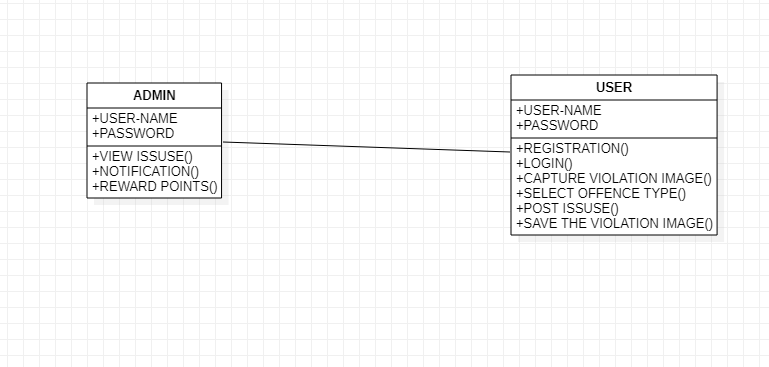 ADMIN
+USER-NAME
+PASSWORD
+VIEW ISSUSE()
+NOTIFICATION()
+REWARD POINTS()
USER
+USER-NAME
+PASSWORD
+REGISTRATION()
+LOGIN()
+CAPTURE VIOLATION IMAGE()
+SELECT OFFENCE TYPE()
+POST ISSUSE()
+SAVE THE VIOLATION IMAGE()